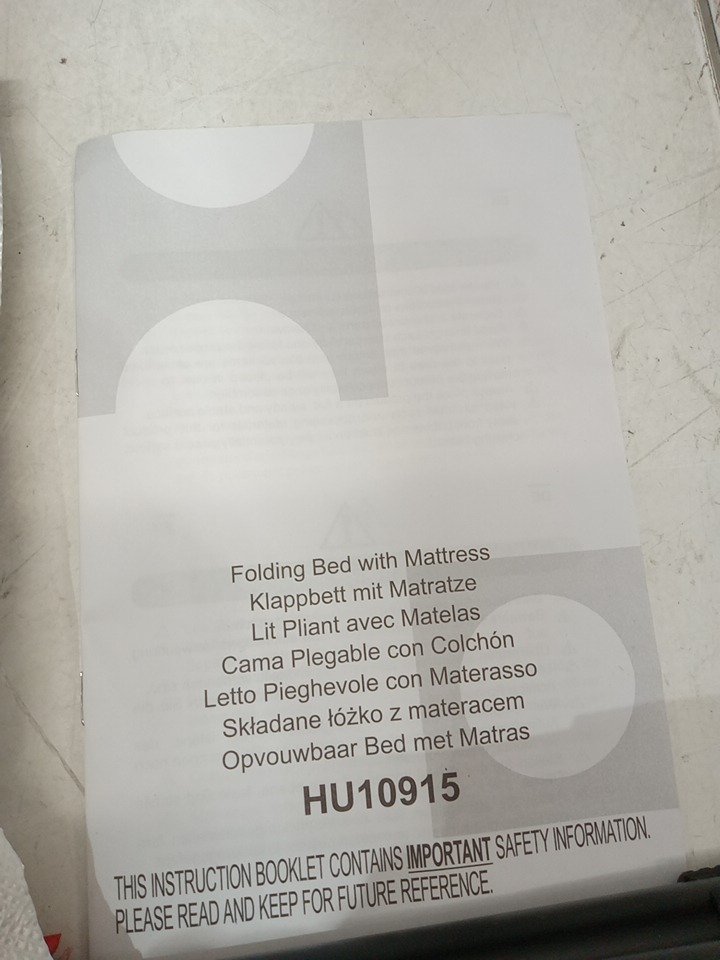 Folding Bed with Mattress
Klappbett mit Matratze
Lit Pliant avec Matelas
Cama Plegable con Colchón
Letto Pieghevole con Materasso
Składane łóżko z materacem
Opvouwbaar Bed met Matras
HU10915
THIS INSTRUCTION BOOKLET CONTAINS IMPORTANT SAFETY INFORMATION.
PLEASE READ AND KEEP FOR FUTURE REFERENCE.